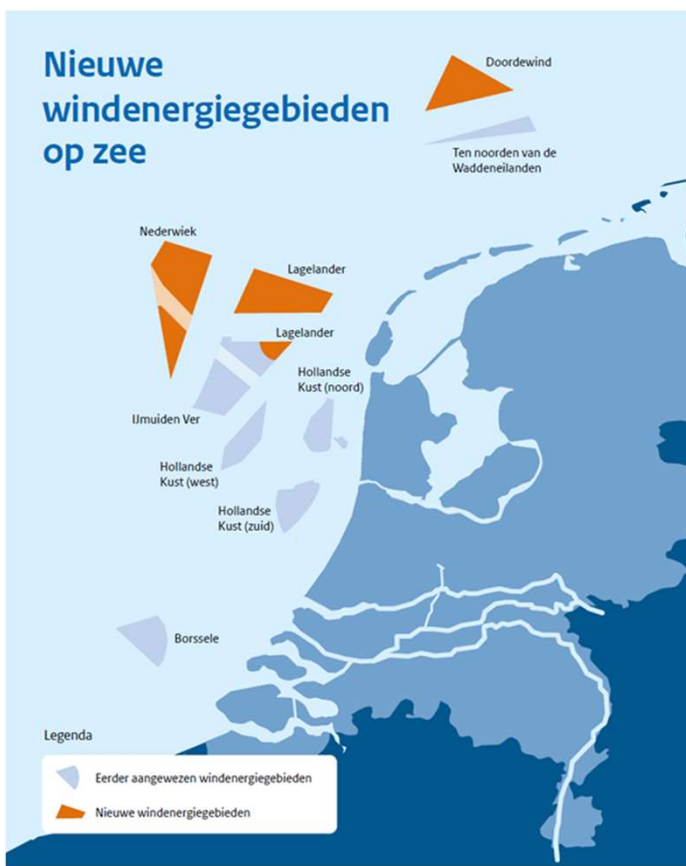 Nieuwe
windenergiegebieden
op zee
Doordewind
Ten noorden van de
Waddeneilanden
Nederwiek
Lagelander
Lagelander
Hollandse
Kust (noord)
IJmuiden Ver
Hollandse
Kust (west)
Hollandse
Kust (zuid)
Borssele
Legenda
Eerder aangewezen windenergiegebieden
Nieuwe windenergiegebieden